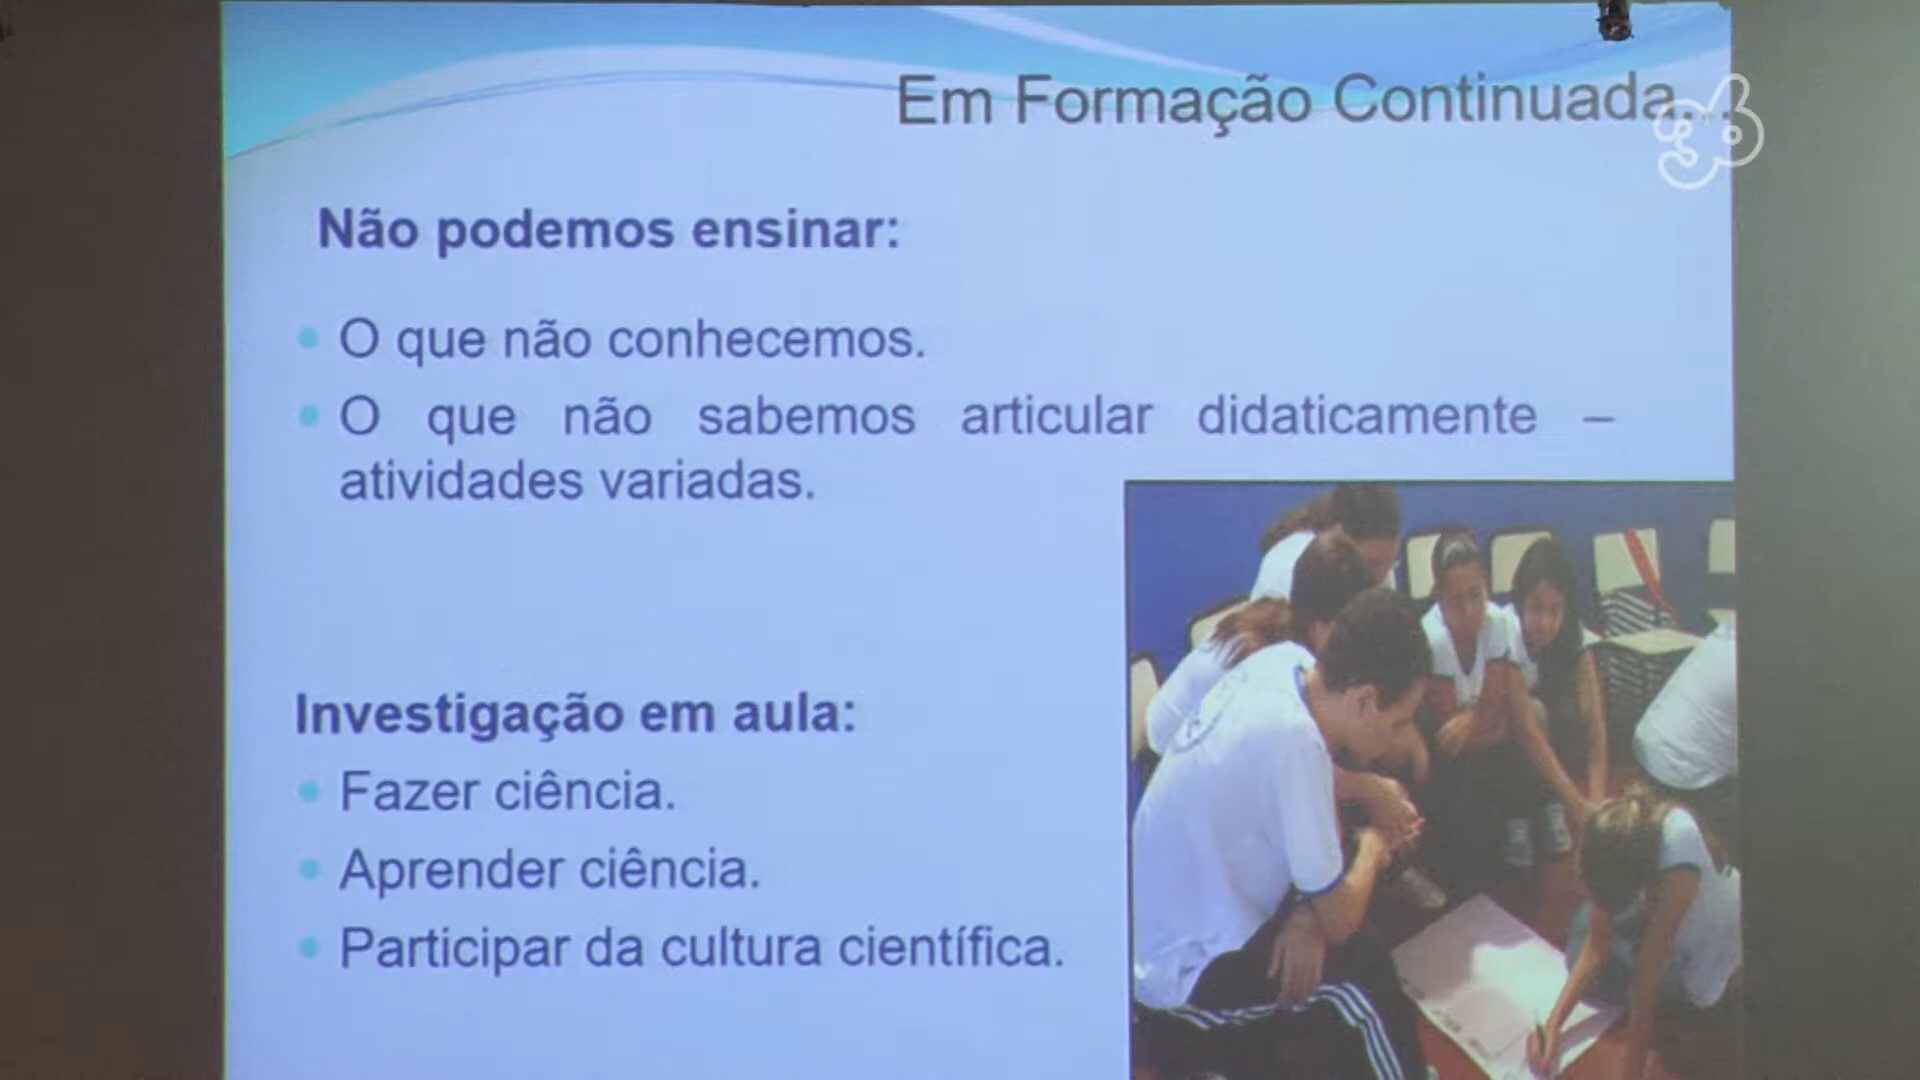 Em Formação Continuada...
Não podemos ensinar:
O que não conhecemos.
O que não sabemos articular didaticamente –
atividades variadas.
Investigação em aula:
Fazer ciência.
Aprender ciência.
Participar da cultura científica.